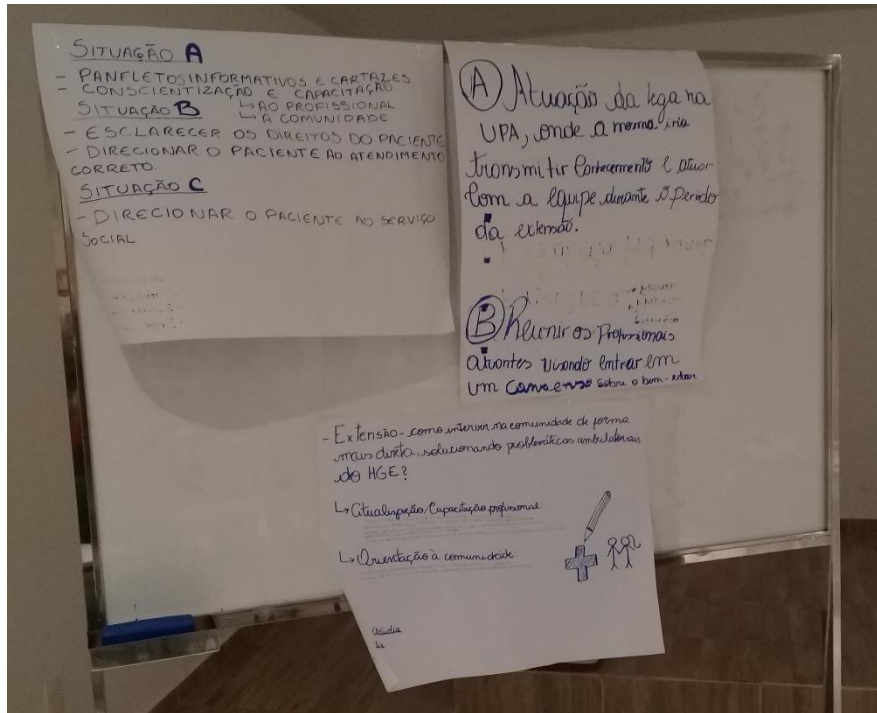 SITUAÇÃO A
- PANFLETOS INFORMATIVOS E CARTAZES
- CONSCIENTIZAÇÃO E CAPACITAÇÃO
↳ AO PROFISSIONAL
↳ A COMUNIDADE
SITUAÇÃO B
- ESCLARECER OS DIREITOS DO PACIENTE
- DIRECIONAR O PACIENTE AO ATENDIMENTO
CORRETO.
SITUAÇÃO C
- DIRECIONAR O PACIENTE AO SERVIÇO
SOCIAL
A Atuação da liga na
UPA, onde a mesma iria
transmitir conhecimento e atuar
com a equipe durante o período
da extensão.
B Reunir os profissionais
atuantes visando entrar em
um consenso sobre o bem-estar
- Extensão - como intervir na comunidade de forma
mais direta, solucionando problemáticas ambulatoriais
do HGE?
↳ Atualização/Capacitação profissional
↳ Orientação à comunidade